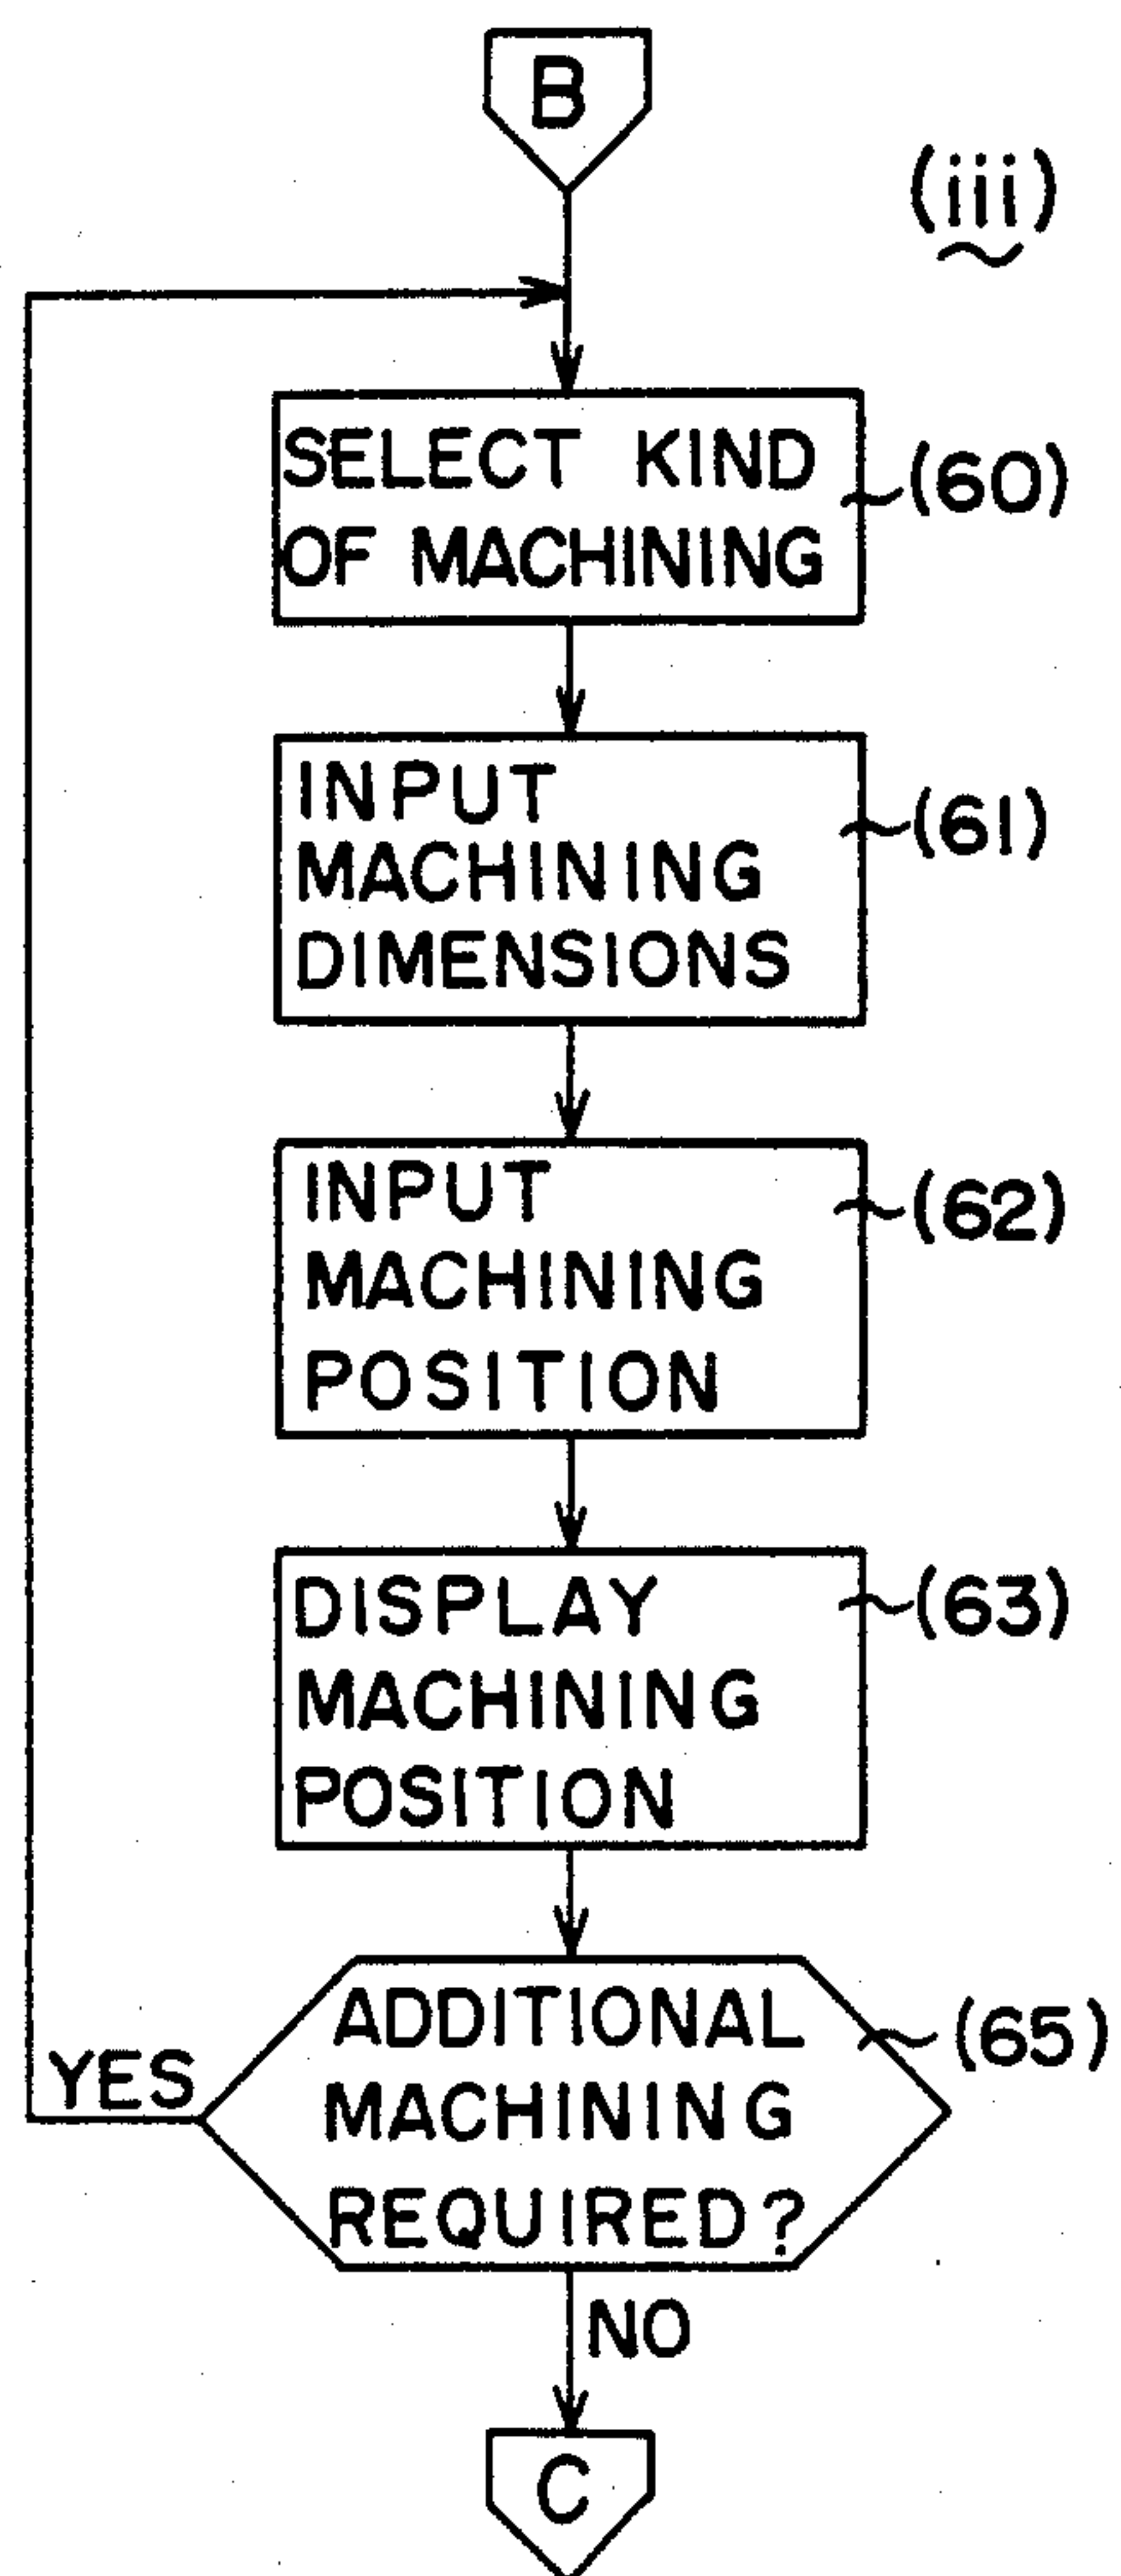 B
(iii)
SELECT KIND
OF MACHINING
(60)
INPUT
MACHINING
DIMENSIONS
(61)
INPUT
MACHINING
POSITION
(62)
DISPLAY
MACHINING
POSITION
(63)
ADDITIONAL
MACHINING
REQUIRED?
(65)
YES
NO
C